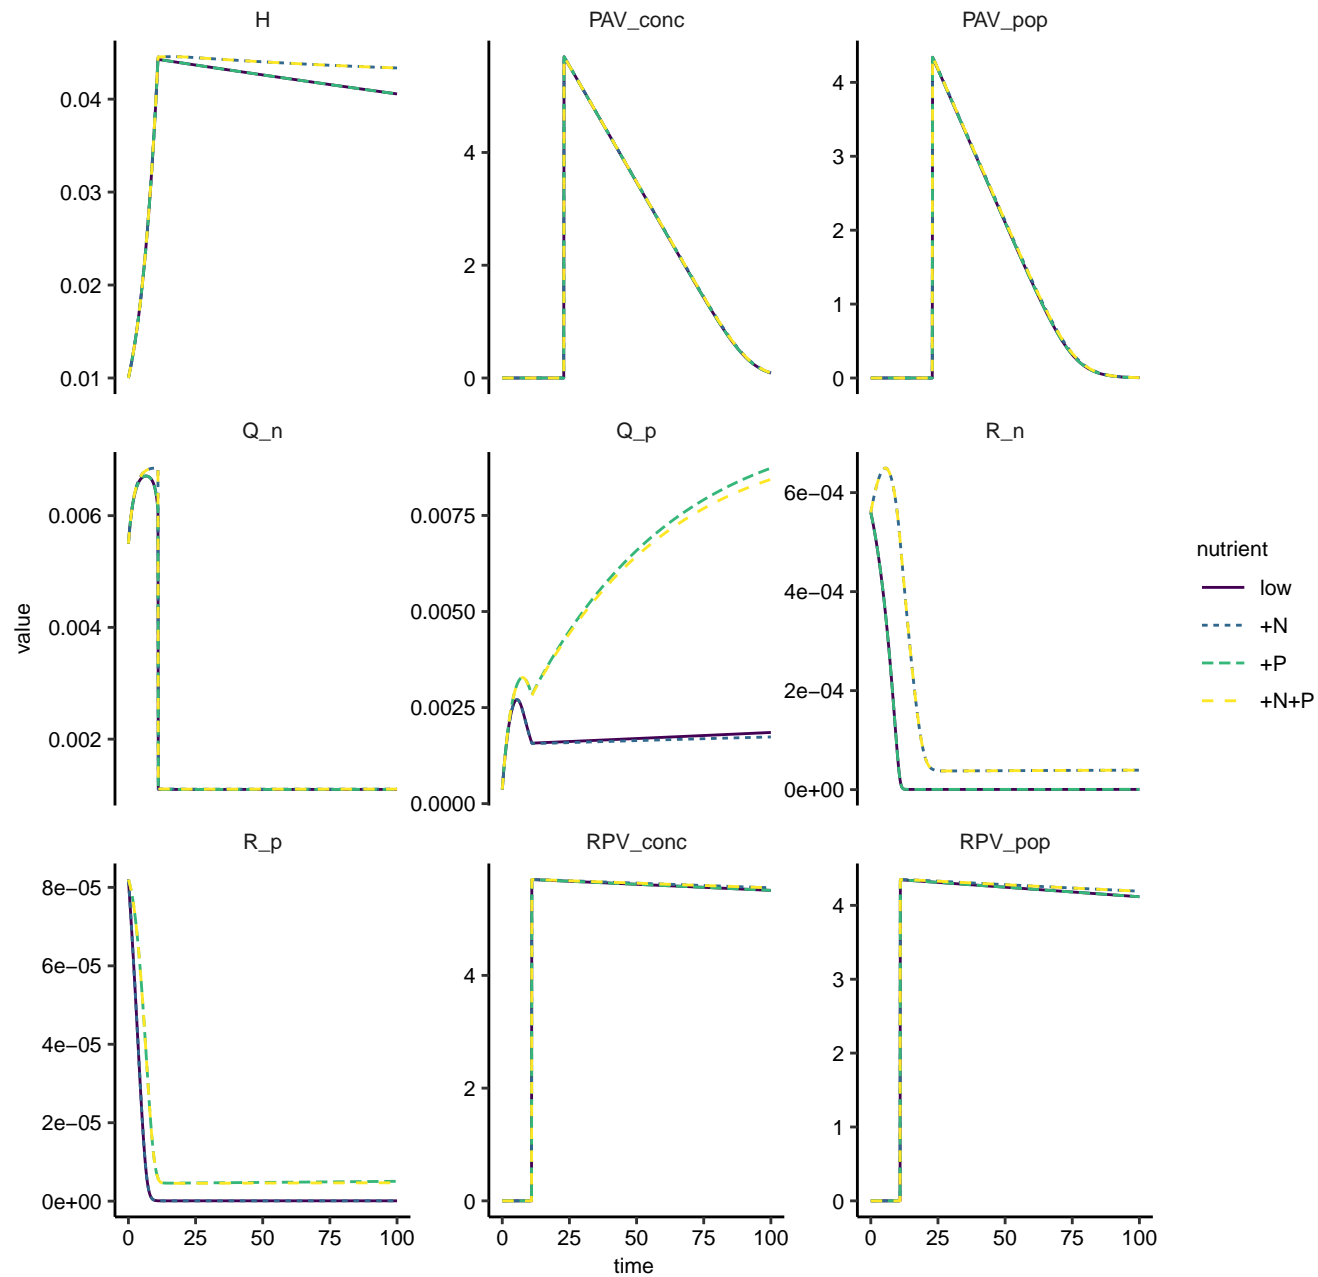 H
PAV_conc
PAV_pop
0.04
0.03
0.02
0.01
4
2
0
4
3
2
1
0
Q_n
Q_p
R_n
0.006
0.004
0.002
0.0075
0.0050
0.0025
0.0000
6e−04
4e−04
2e−04
0e+00
value
nutrient
low
+N
+P
+N+P
R_p
RPV_conc
RPV_pop
8e−05
6e−05
4e−05
2e−05
0e+00
4
2
0
4
3
2
1
0
0 25 50 75 100
0 25 50 75 100
0 25 50 75 100
time